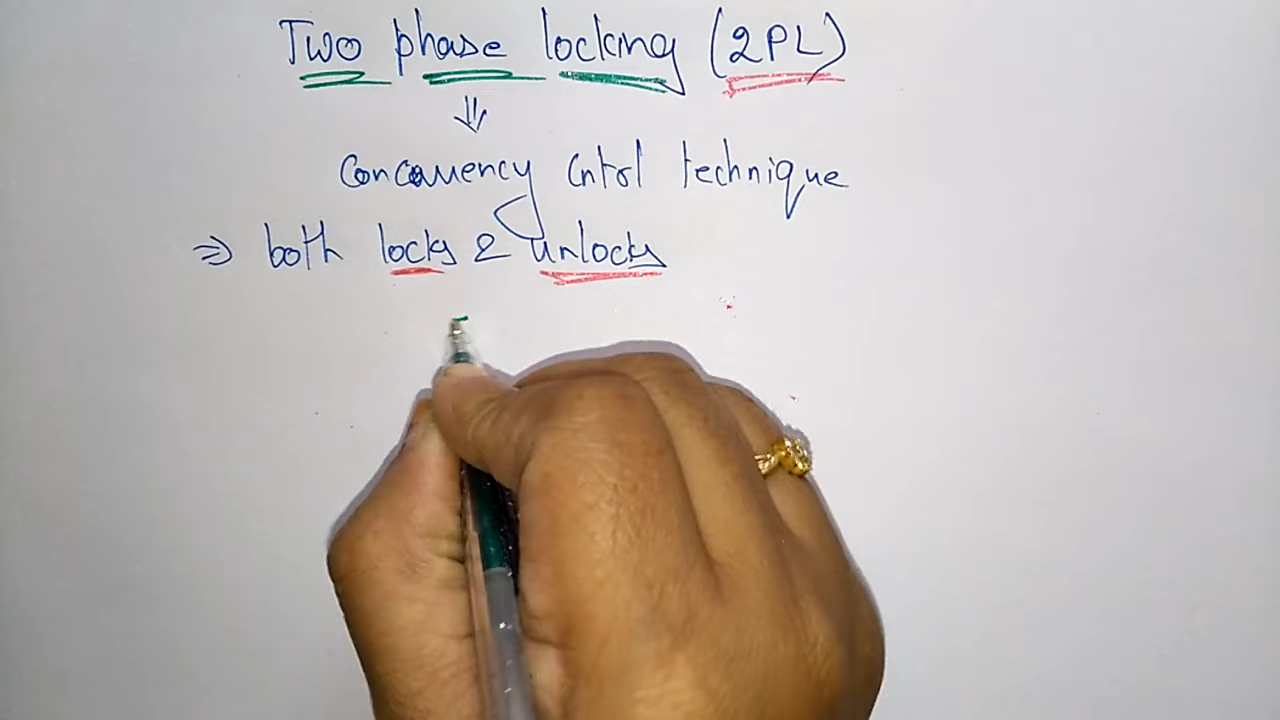 Two phase locking (2PL)
⇓
Concurrency cntrl technique
⇒ both locks & unlocks